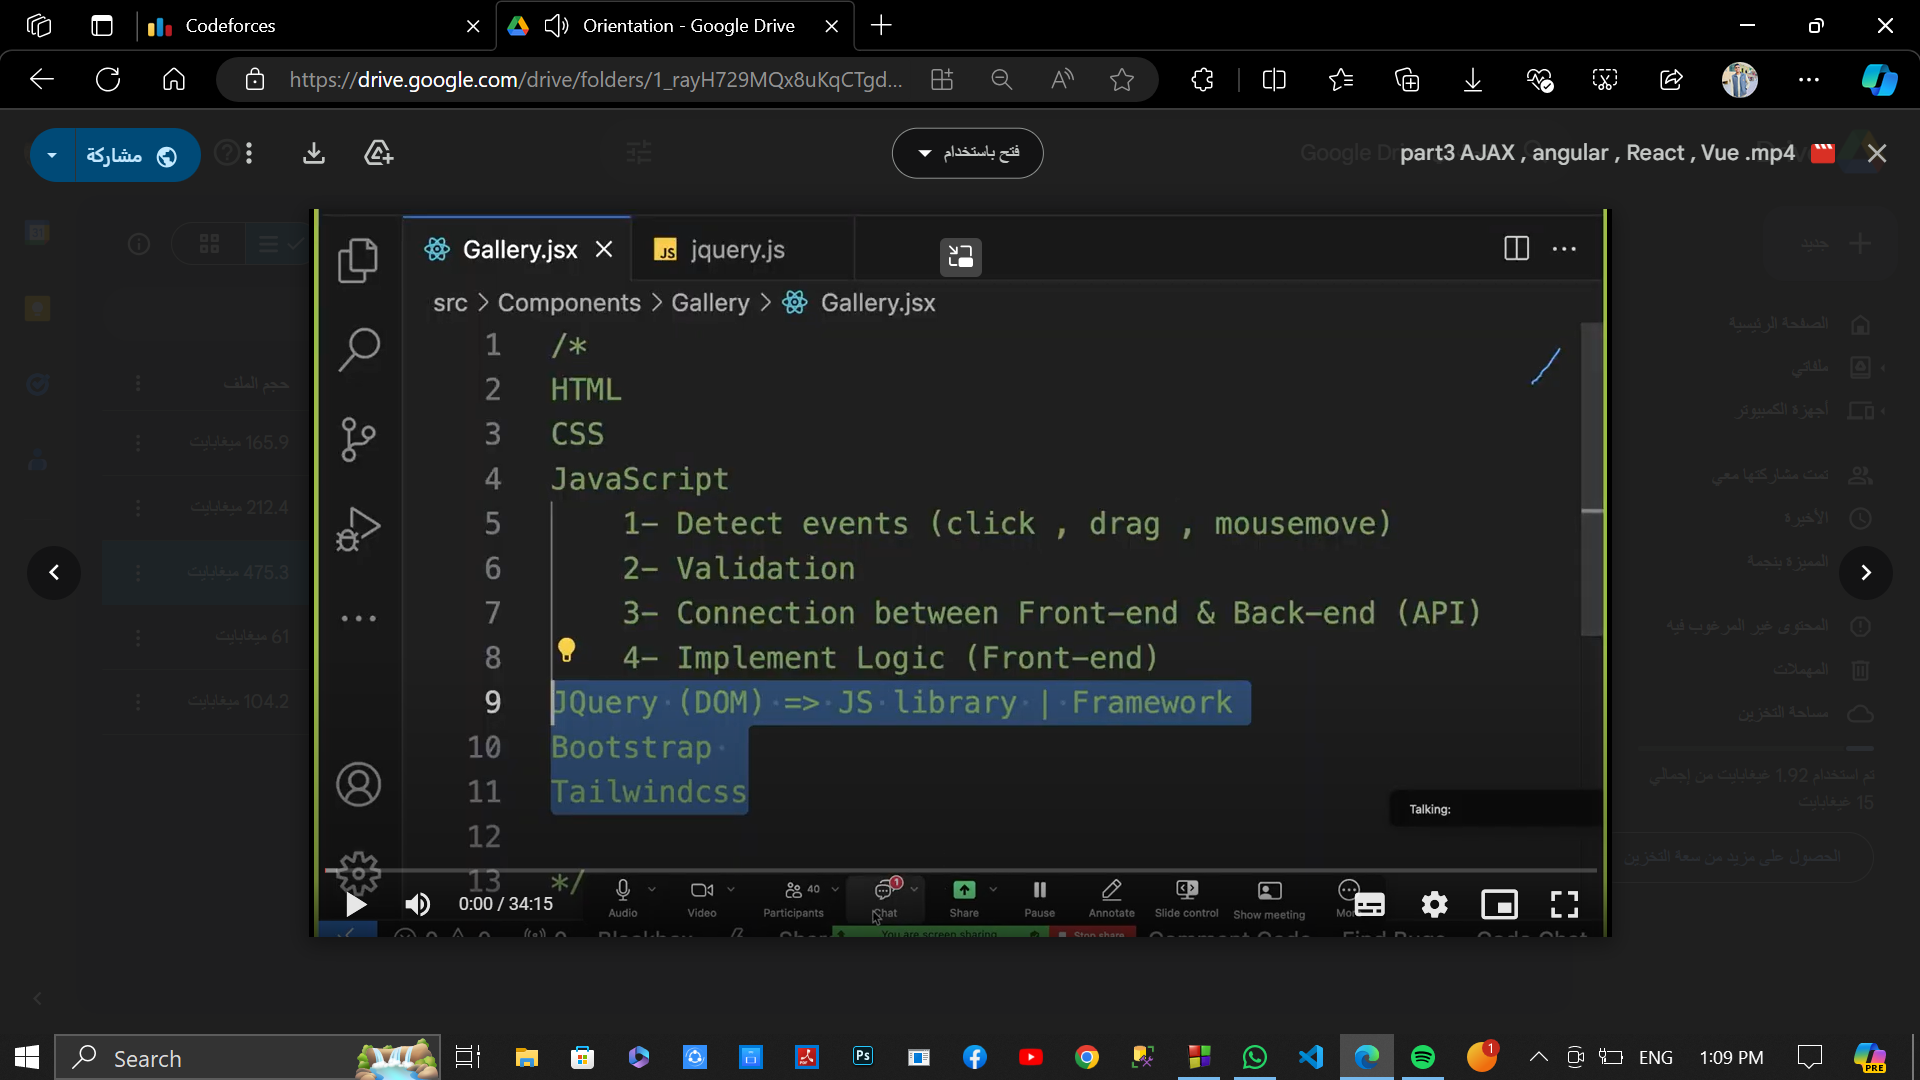 Codeforces
Orientation - Google Drive
https://drive.google.com/drive/folders/1_rayH729MQx8uKqCTgd...
مشاركة
فتح باستخدام
part3 AJAX , angular , React , Vue .mp4
جديد
الصفحة الرئيسية
ملفاتي
أجهزة الكمبيوتر
تمت مشاركتها معي
الأخيرة
المميزة بنجمة
المحتوى غير المرغوب فيه
المهملات
مساحة التخزين
تم استخدام 1.92 غيغابايت من إجمالي
15 غيغابايت
الحصول على مزيد من سعة التخزين
حجم الملف
165.9 ميغابايت
212.4 ميغابايت
475.3 ميغابايت
61 ميغابايت
104.2 ميغابايت
Gallery.jsx
JS jquery.js
src > Components > Gallery > Gallery.jsx
1 /*
2 HTML
3 CSS
4 JavaScript
5 1- Detect events (click , drag , mousemove)
6 2- Validation
7 3- Connection between Front-end & Back-end (API)
8 4- Implement Logic (Front-end)
9 JQuery (DOM) => JS library | Framework
10 Bootstrap
11 Tailwindcss
12
13 */
Talking:
0:00 / 34:15
Audio
Video
Participants 40
Chat 1
Share
Pause
Annotate
Slide control
Show meeting
You are screen sharing
Stop share
Search
Ps
1
ENG
1:09 PM
PRE